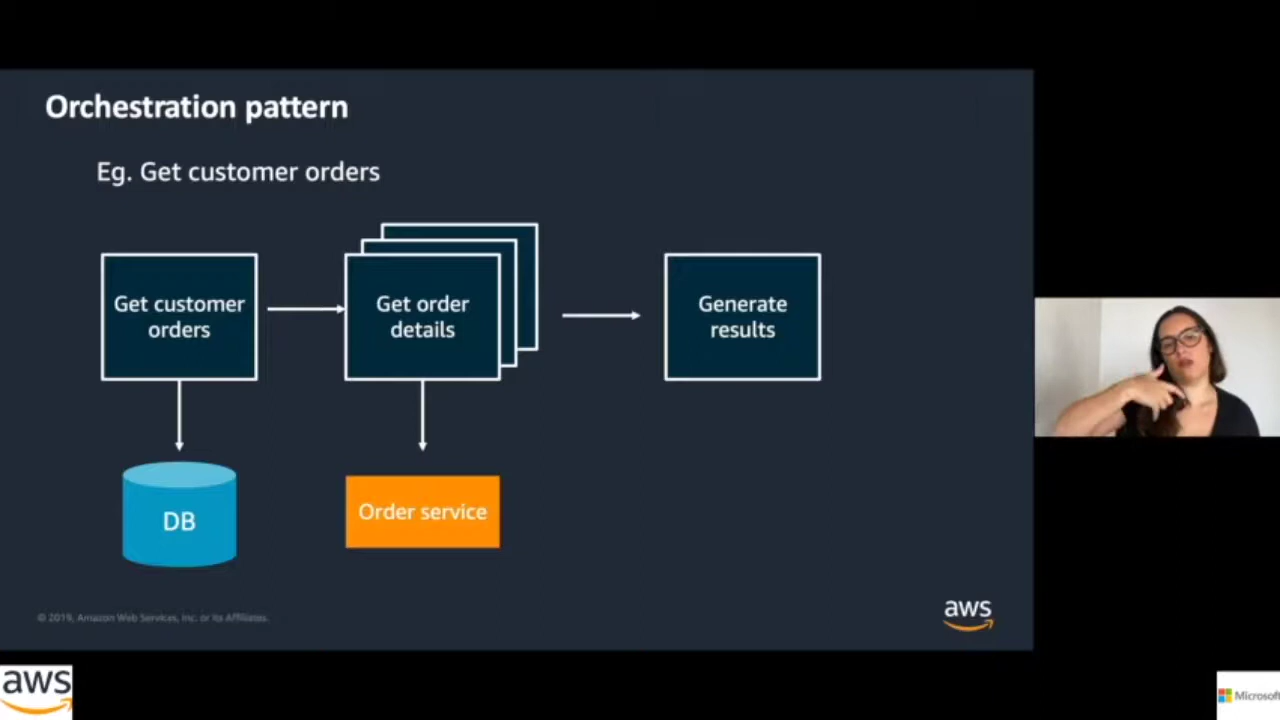 Orchestration pattern
Eg. Get customer orders
Get customer
orders
Get order
details
Generate
results
DB
Order service
© 2019, Amazon Web Services, Inc. or its Affiliates.
aws
aws
Microsoft